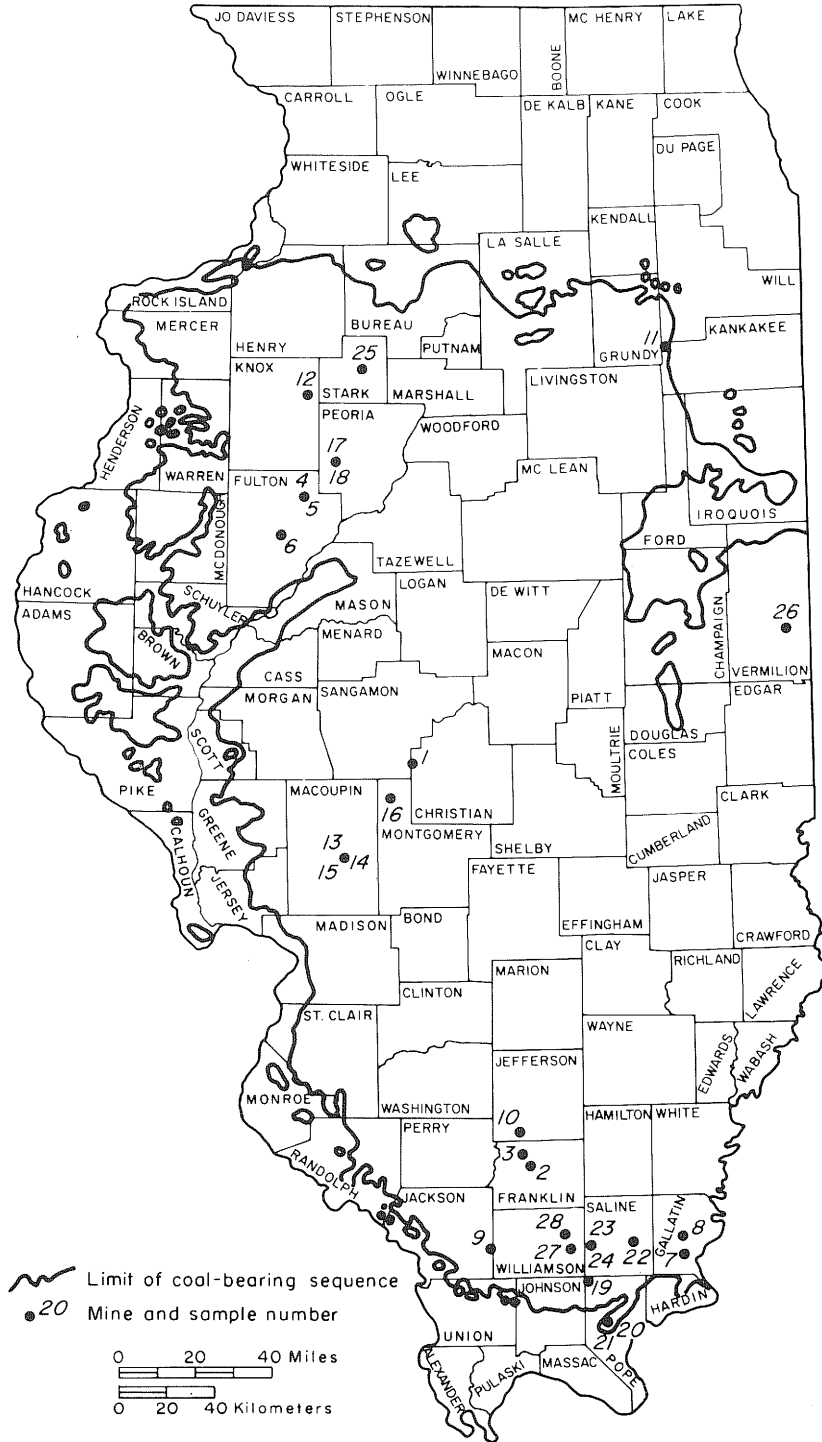 JO DAVIESS
STEPHENSON
WINNEBAGO
BOONE
MC HENRY
LAKE
CARROLL
OGLE
DE KALB
KANE
COOK
DU PAGE
WHITESIDE
LEE
KENDALL
LA SALLE
WILL
ROCK ISLAND
MERCER
BUREAU
PUTNAM
HENRY
GRUNDY
11
KANKAKEE
KNOX
12
25
STARK
MARSHALL
LIVINGSTON
PEORIA
WOODFORD
HENDERSON
WARREN
17
18
MC LEAN
FULTON
4
5
6
IROQUOIS
FORD
MCDONOUGH
TAZEWELL
HANCOCK
ADAMS
SCHUYLER
LOGAN
MASON
DE WITT
CHAMPAIGN
26
VERMILION
BROWN
MENARD
CASS
MACON
PIATT
MORGAN
SANGAMON
EDGAR
DOUGLAS
COLES
MOULTRIE
SCOTT
1
PIKE
MACOUPIN
16
CHRISTIAN
CLARK
GREENE
MONTGOMERY
CUMBERLAND
SHELBY
CALHOUN
13
14
15
JERSEY
FAYETTE
JASPER
EFFINGHAM
CRAWFORD
MADISON
BOND
CLAY
RICHLAND
LAWRENCE
MARION
CLINTON
ST. CLAIR
WAYNE
EDWARDS
WABASH
JEFFERSON
MONROE
WASHINGTON
HAMILTON
WHITE
PERRY
10
3
2
RANDOLPH
FRANKLIN
JACKSON
SALINE
GALLATIN
9
28
27
23
24
22
8
7
WILLIAMSON
JOHNSON
19
HARDIN
20
21
UNION
POPE
MASSAC
ALEXANDER
PULASKI
Limit of coal-bearing sequence
20 Mine and sample number
0 20 40 Miles
0 20 40 Kilometers